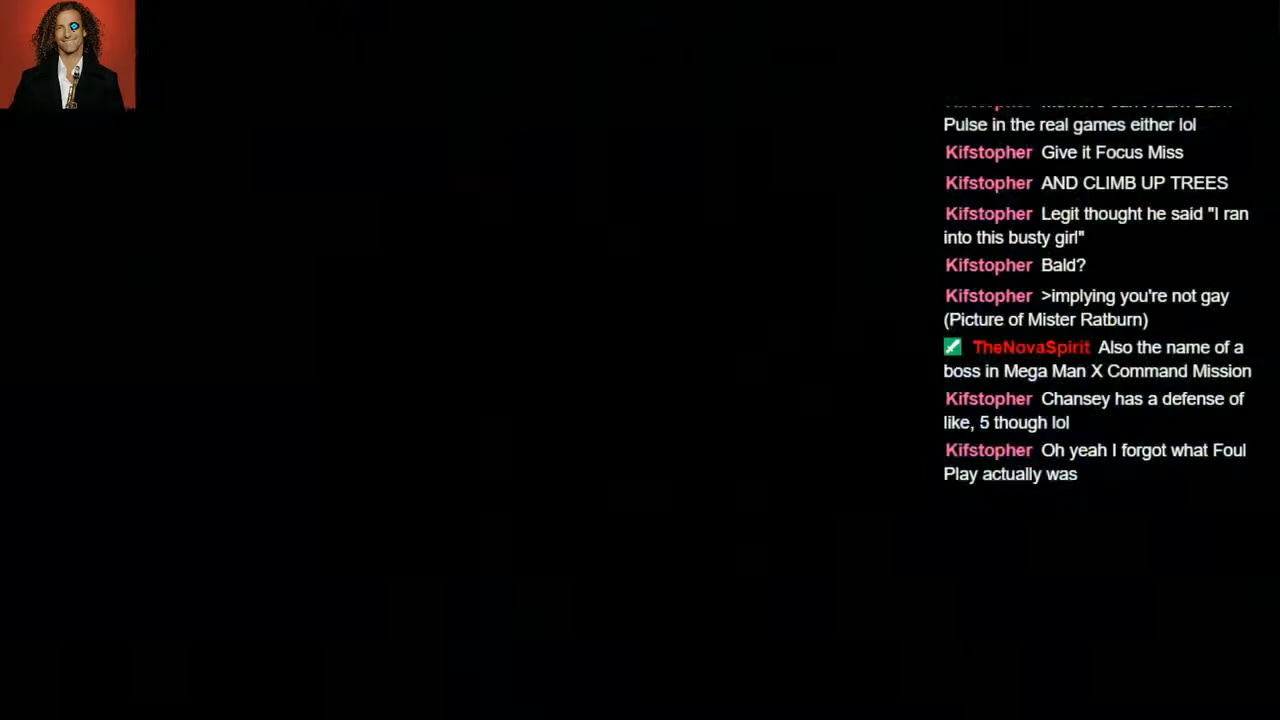 Pulse in the real games either lol
Kifstopher Give it Focus Miss
Kifstopher AND CLIMB UP TREES
Kifstopher Legit thought he said "I ran
into this busty girl"
Kifstopher Bald?
Kifstopher >implying you're not gay
(Picture of Mister Ratburn)
TheNovaSpirit Also the name of a
boss in Mega Man X Command Mission
Kifstopher Chansey has a defense of
like, 5 though lol
Kifstopher Oh yeah I forgot what Foul
Play actually was